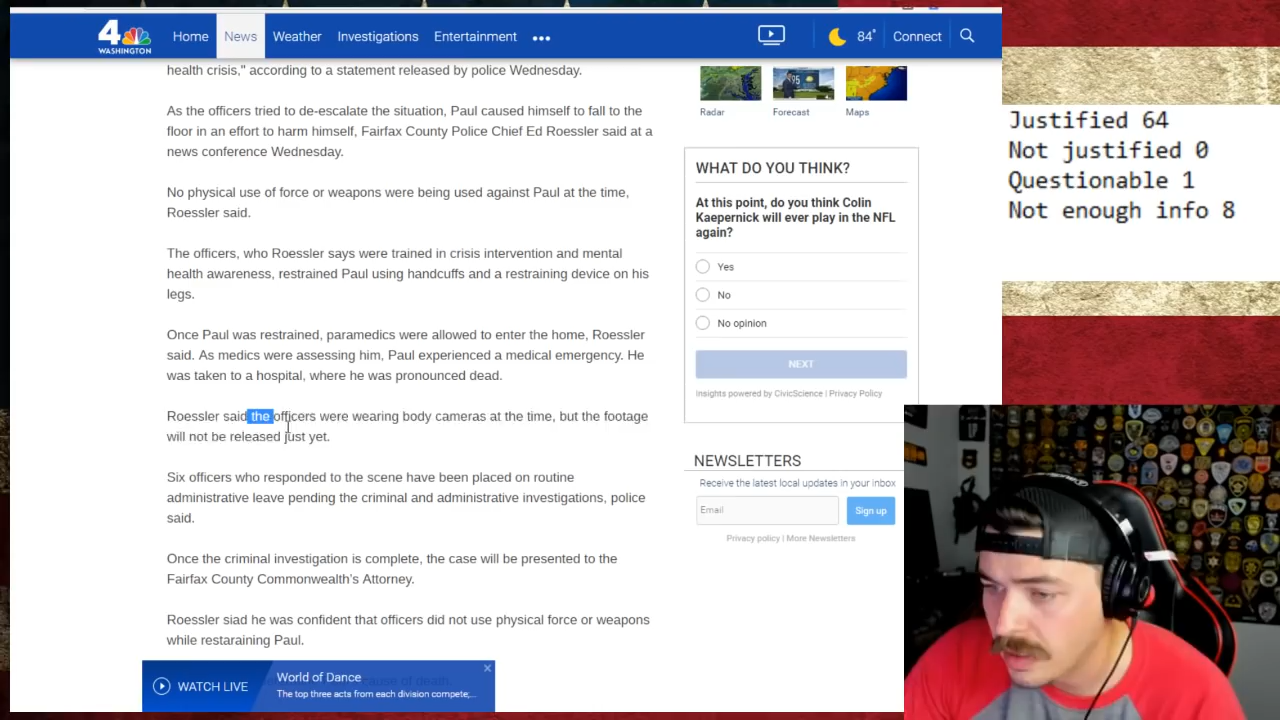 4
WASHINGTON
Home
News
Weather
Investigations
Entertainment
84°
Connect
health crisis," according to a statement released by police Wednesday.
As the officers tried to de-escalate the situation, Paul caused himself to fall to the
floor in an effort to harm himself, Fairfax County Police Chief Ed Roessler said at a
news conference Wednesday.
No physical use of force or weapons were being used against Paul at the time,
Roessler said.
The officers, who Roessler says were trained in crisis intervention and mental
health awareness, restrained Paul using handcuffs and a restraining device on his
legs.
Once Paul was restrained, paramedics were allowed to enter the home, Roessler
said. As medics were assessing him, Paul experienced a medical emergency. He
was taken to a hospital, where he was pronounced dead.
Roessler said the officers were wearing body cameras at the time, but the footage
will not be released just yet.
Six officers who responded to the scene have been placed on routine
administrative leave pending the criminal and administrative investigations, police
said.
Once the criminal investigation is complete, the case will be presented to the
Fairfax County Commonwealth's Attorney.
Roessler siad he was confident that officers did not use physical force or weapons
while restaraining Paul.
cause of death.
WATCH LIVE
World of Dance
The top three acts from each division compete;...
Radar
Forecast
Maps
WHAT DO YOU THINK?
At this point, do you think Colin
Kaepernick will ever play in the NFL
again?
Yes
No
No opinion
NEXT
Insights powered by CivicScience | Privacy Policy
NEWSLETTERS
Receive the latest local updates in your inbox
Email
Sign up
Privacy policy | More Newsletters
Justified 64
Not justified 0
Questionable 1
Not enough info 8